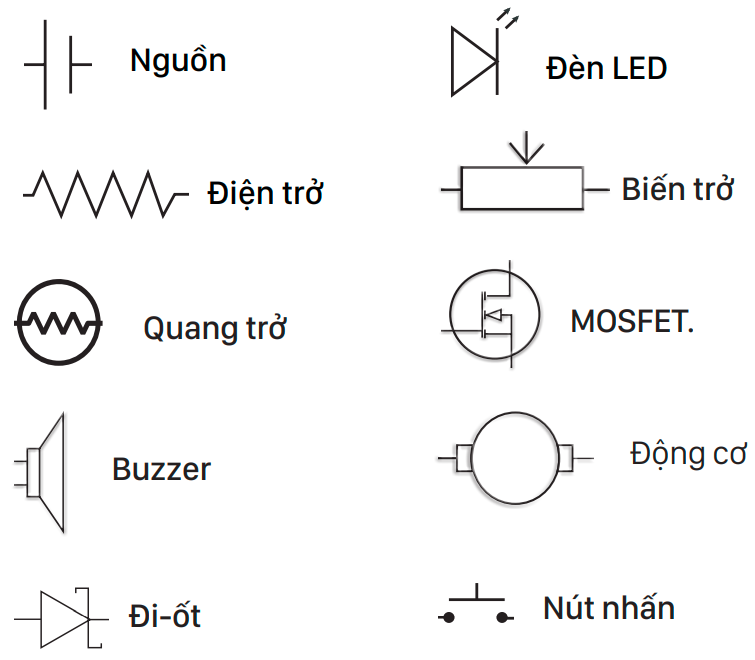 Nguồn
Đèn LED
Điện trở
Biến trở
Quang trở
MOSFET.
Buzzer
Động cơ
Đi-ốt
Nút nhấn